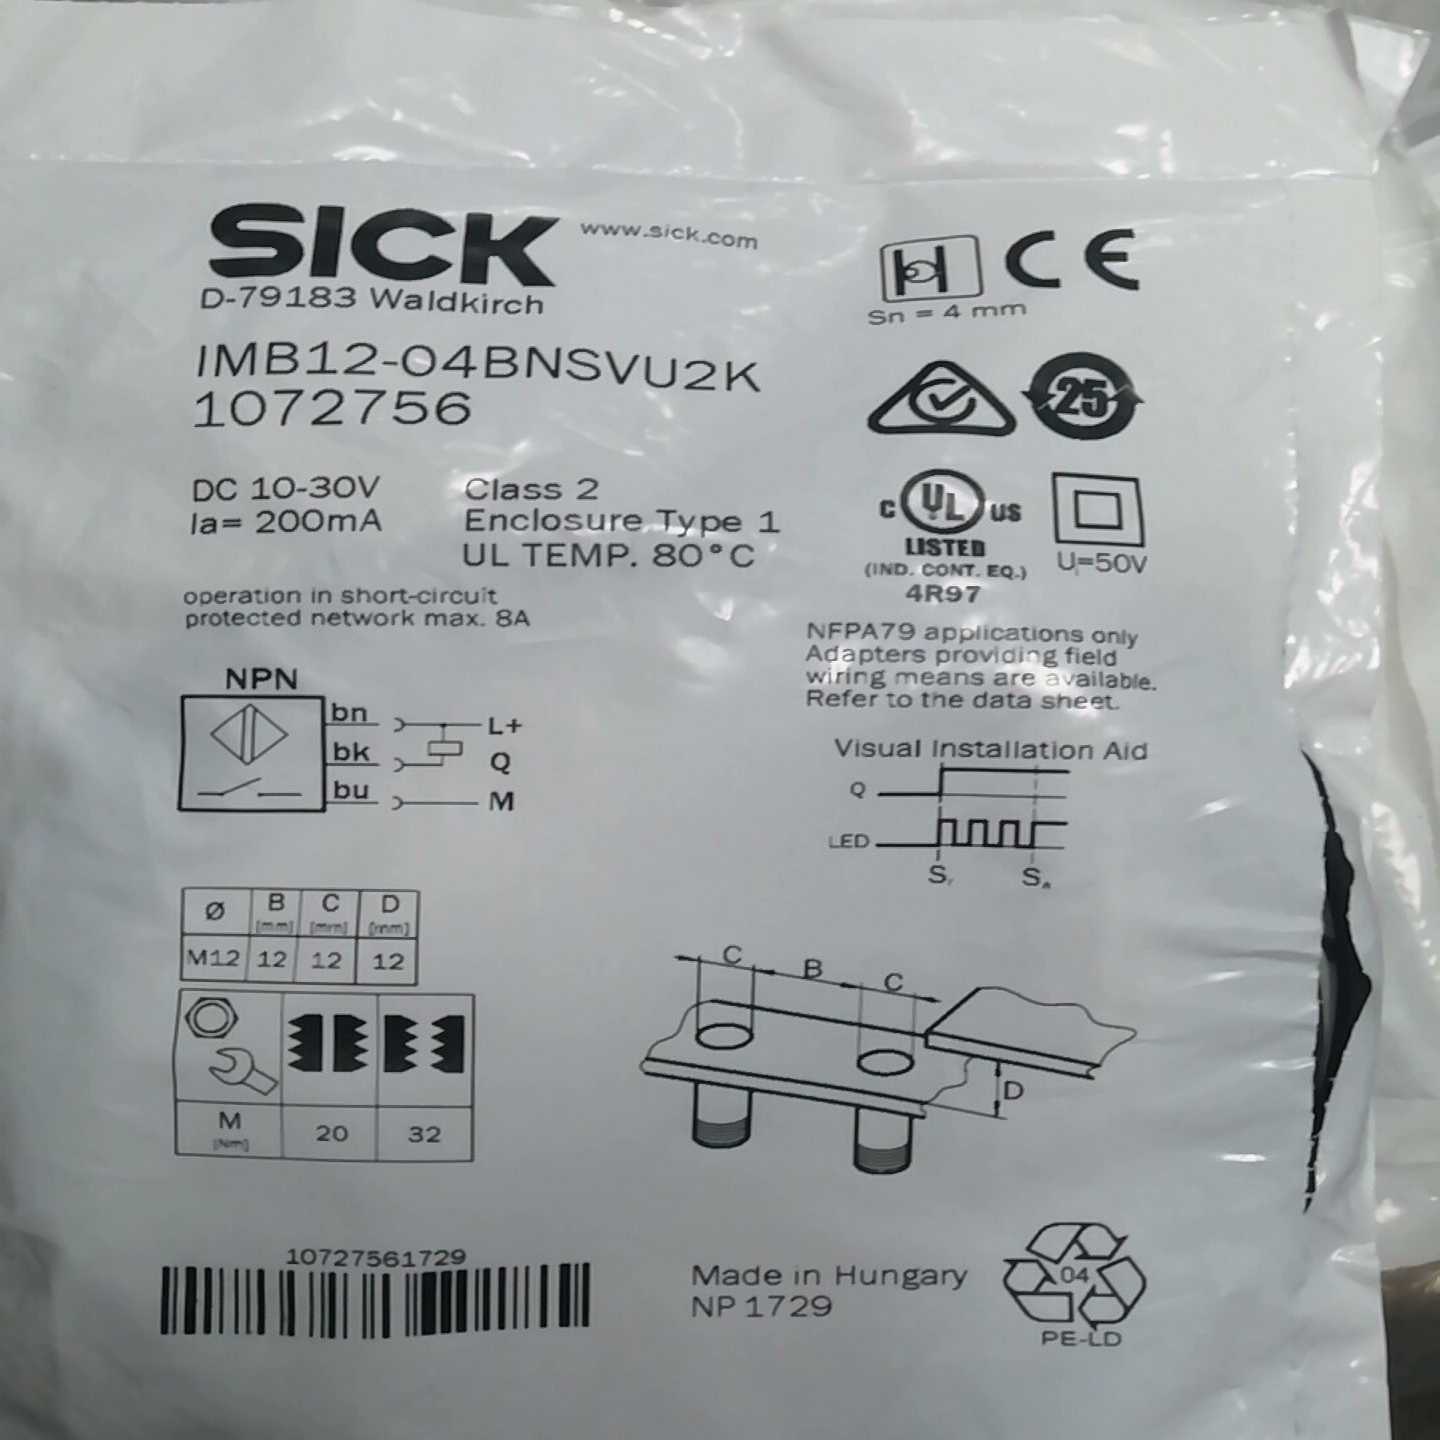 SICK www.sick.com
D-79183 Waldkirch
IMB12-04BNSVU2K
1072756
Sn = 4 mm
CE
25
DC 10-30V
Ia= 200mA
Class 2
Enclosure Type 1
UL TEMP. 80°C
operation in short-circuit
protected network max. 8A
C UL US
LISTED
(IND. CONT. EQ.)
4R97
Ui=50V
NFPA79 applications only
Adapters providing field
wiring means are available.
Refer to the data sheet.
NPN
bn L+
bk Q
bu M
Visual Installation Aid
Q
LED
Sr Sa
Ø B C D
[mm] [mm] [mm]
M12 12 12 12
M 20 32
[Nm]
C B C
D
10727561729
Made in Hungary
NP 1729
04
PE-LD